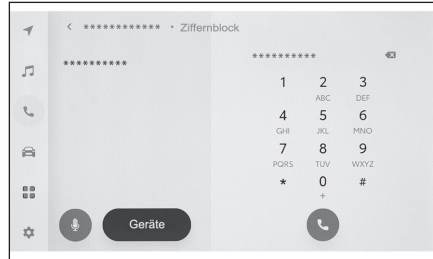 < ************ • Ziffernblock
**********
**********
1 2 3
ABC DEF
4 5 6
GHI JKL MNO
7 8 9
PQRS TUV WXYZ
* 0 #
+
Geräte